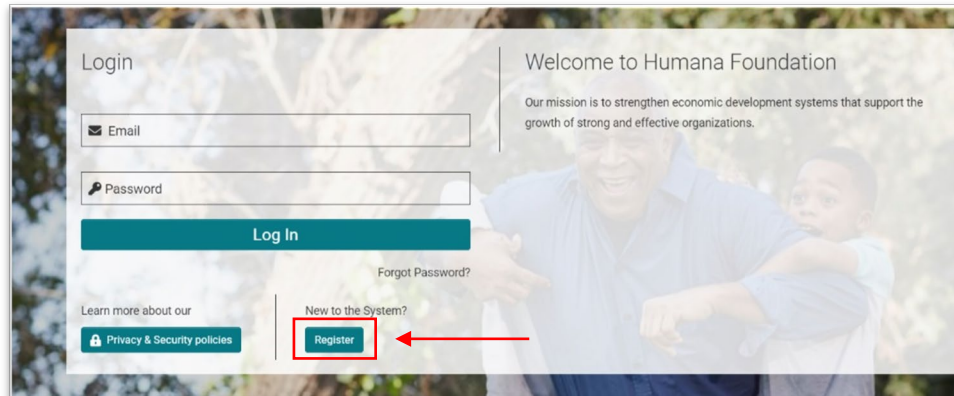 Login
Email
Password
Log In
Forgot Password?
Learn more about our
Privacy & Security policies
New to the System?
Register
Welcome to Humana Foundation
Our mission is to strengthen economic development systems that support the
growth of strong and effective organizations.